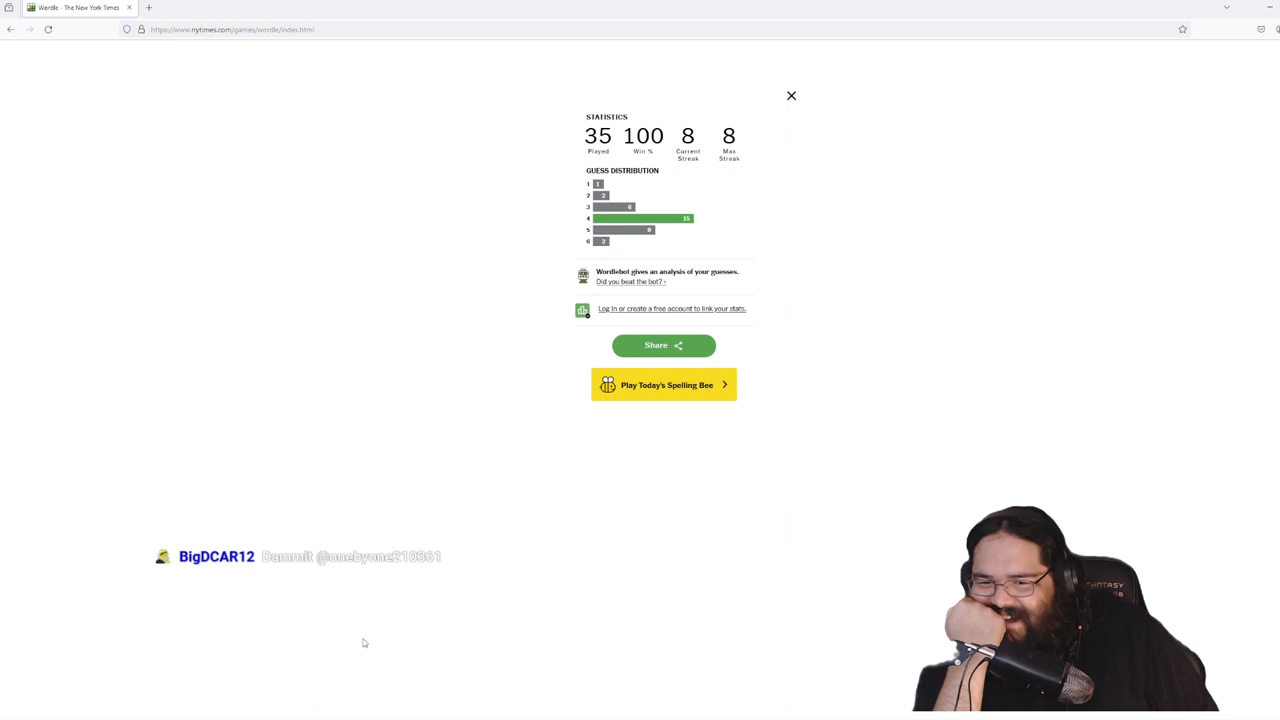 Wordle - The New York Times
https://www.nytimes.com/games/wordle/index.html
STATISTICS
35 100 8 8
Played Win % Current Streak Max Streak
GUESS DISTRIBUTION
1 1
2 2
3 6
4 15
5 9
6 2
Wordlebot gives an analysis of your guesses.
Did you beat the bot? ›
Log In or create a free account to link your stats.
Share
Play Today's Spelling Bee
BigDCAR12 Dammit @onebyone210361
FANTASY